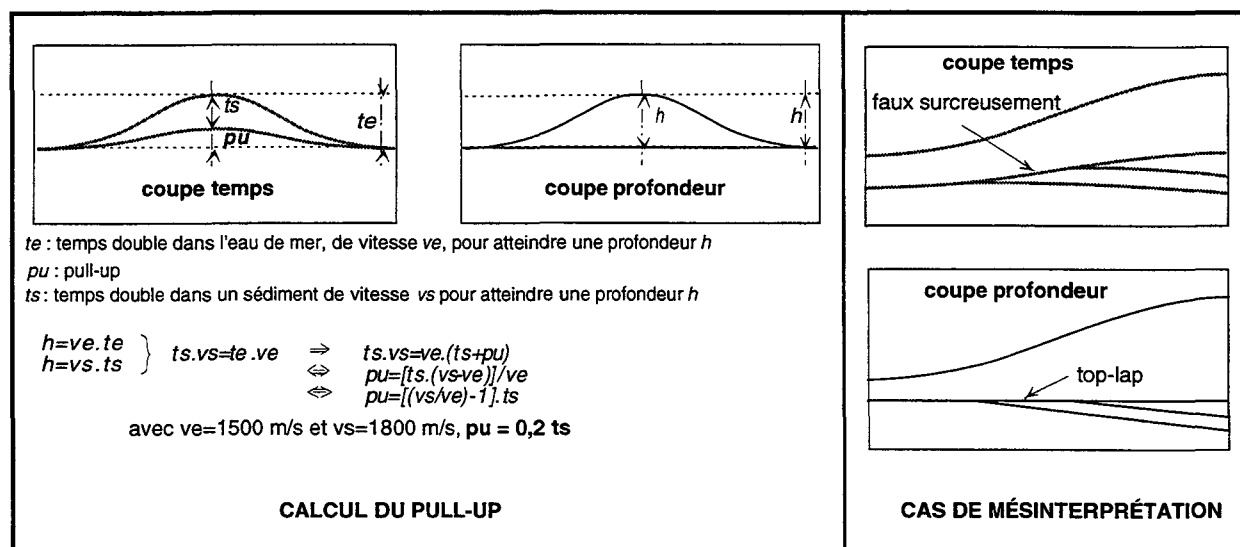 ts
te
pu
coupe temps
h
h
coupe profondeur
te : temps double dans l'eau de mer, de vitesse ve, pour atteindre une profondeur h
pu : pull-up
ts : temps double dans un sédiment de vitesse vs pour atteindre une profondeur h
h=ve.te
h=vs.ts
} ts.vs=te.ve ⇒ ts.vs=ve.(ts+pu)
⇔ pu=[ts.(vs-ve)]/ve
⇔ pu=[(vs/ve)-1].ts
avec ve=1500 m/s et vs=1800 m/s, pu = 0,2 ts
CALCUL DU PULL-UP
coupe temps
faux surcreusement
coupe profondeur
top-lap
CAS DE MÉSINTERPRÉTATION